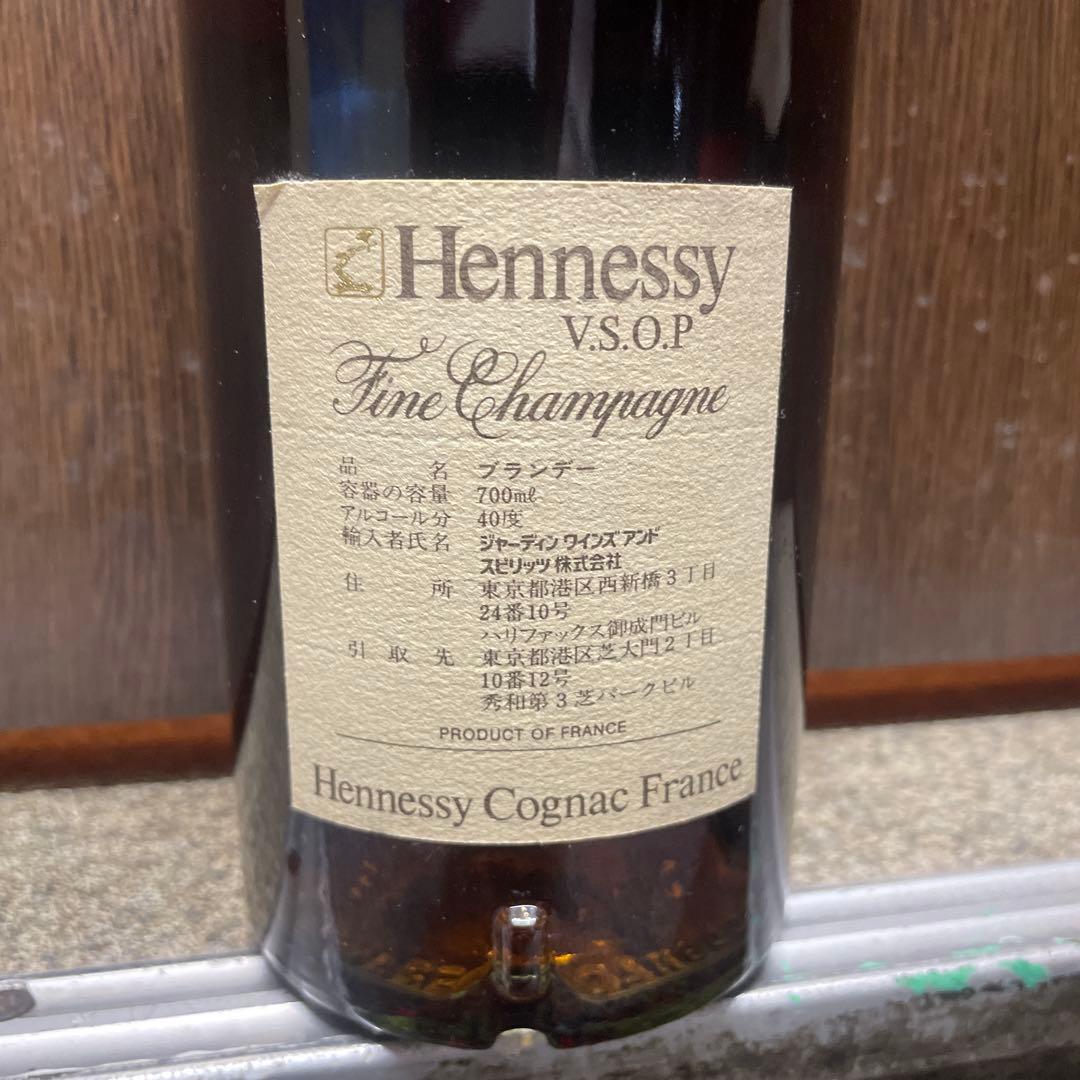 Hennessy
V.S.O.P
Fine Champagne
品名 ブランデー
容器の容量 700mℓ
アルコール分 40度
輸入者氏名 ジャーディン ワインズ アンド
スピリッツ 株式会社
住所 東京都港区西新橋3丁目
24番10号
ハリファックス御成門ビル
引取先 東京都港区芝大門2丁目
10番12号
秀和第3芝パークビル
PRODUCT OF FRANCE
Hennessy Cognac France